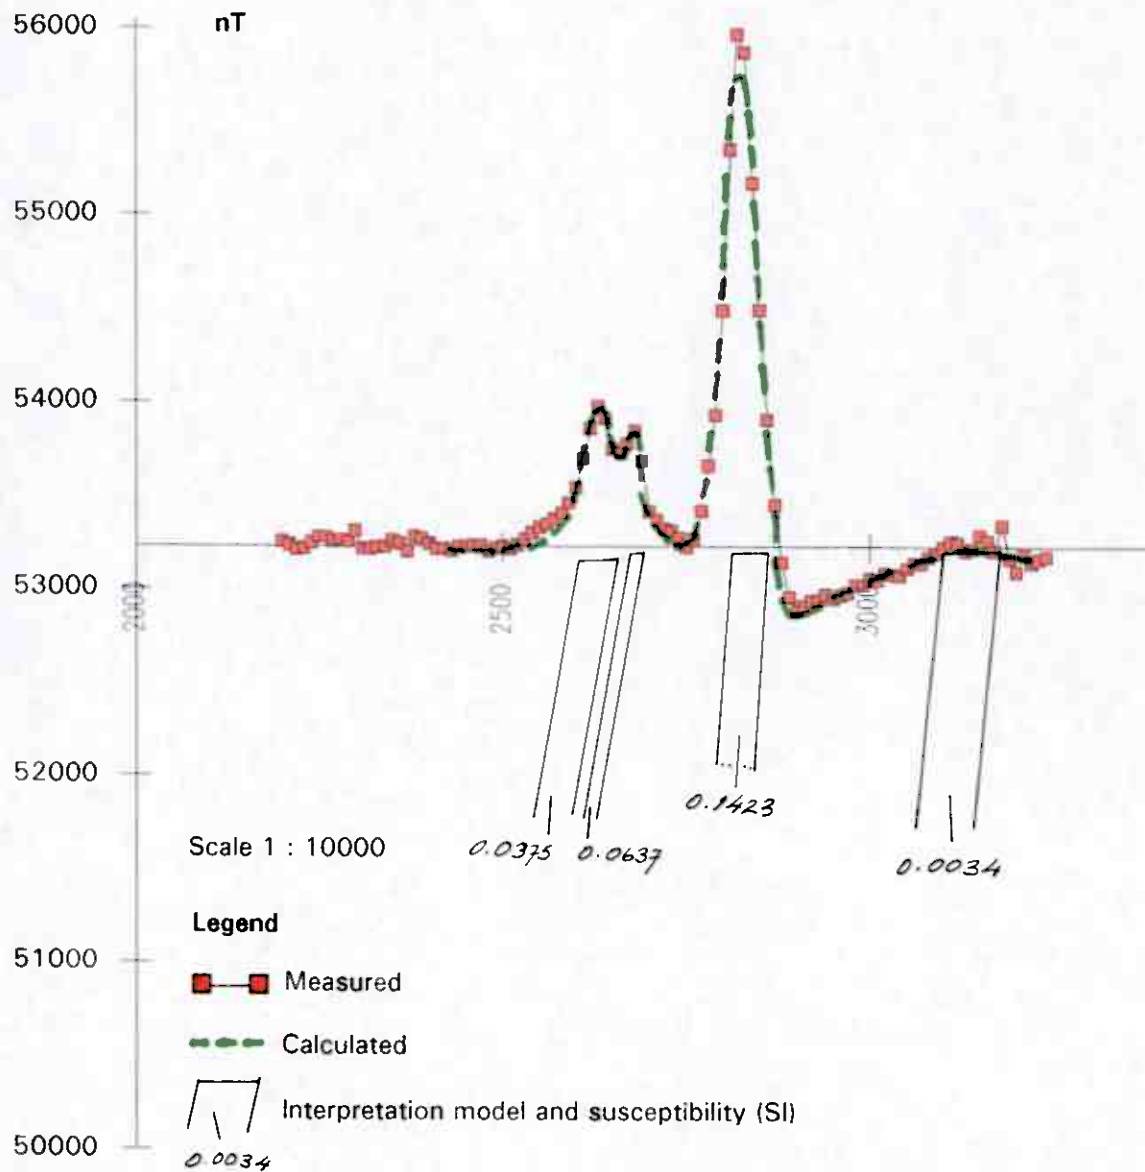 56000
nT
55000
54000
53000
2000
2500
3000
52000
0.1423
Scale 1 : 10000
0.0375
0.0637
0.0034
Legend
51000
Measured
Calculated
Interpretation model and susceptibility (SI)
50000
0.0034